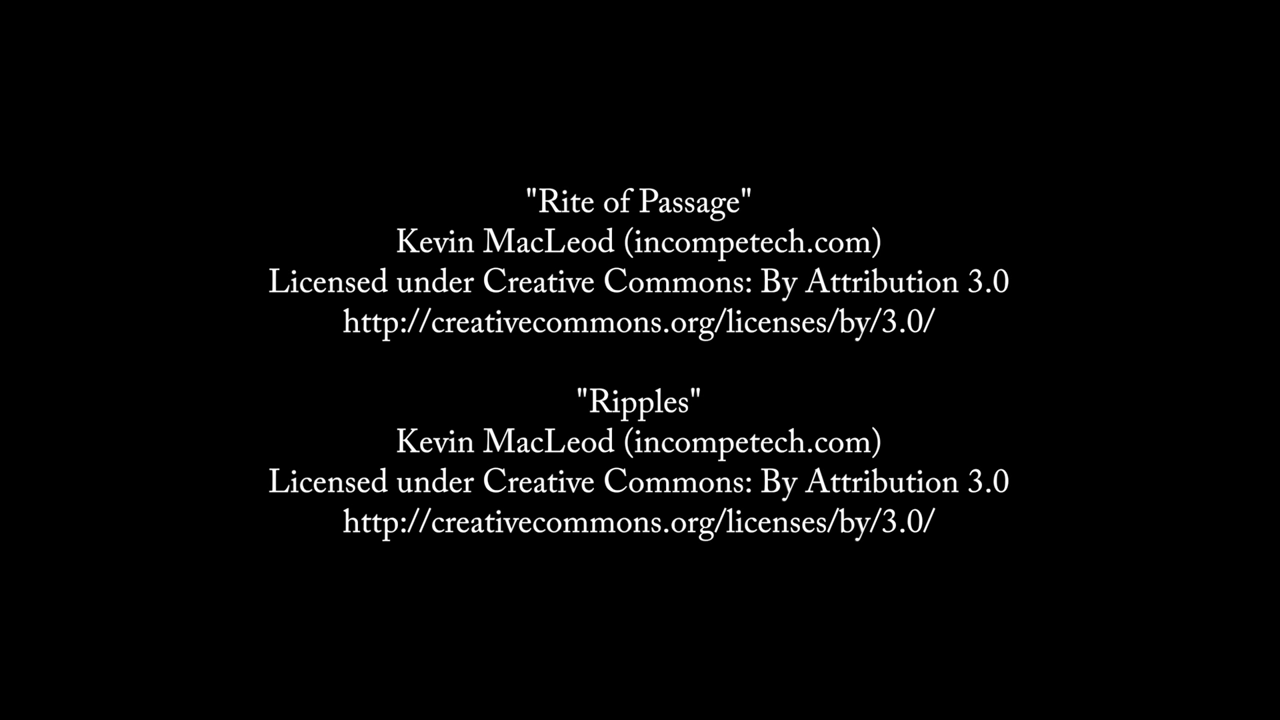 "Rite of Passage"
Kevin MacLeod (incompetech.com)
Licensed under Creative Commons: By Attribution 3.0
http://creativecommons.org/licenses/by/3.0/
"Ripples"
Kevin MacLeod (incompetech.com)
Licensed under Creative Commons: By Attribution 3.0
http://creativecommons.org/licenses/by/3.0/